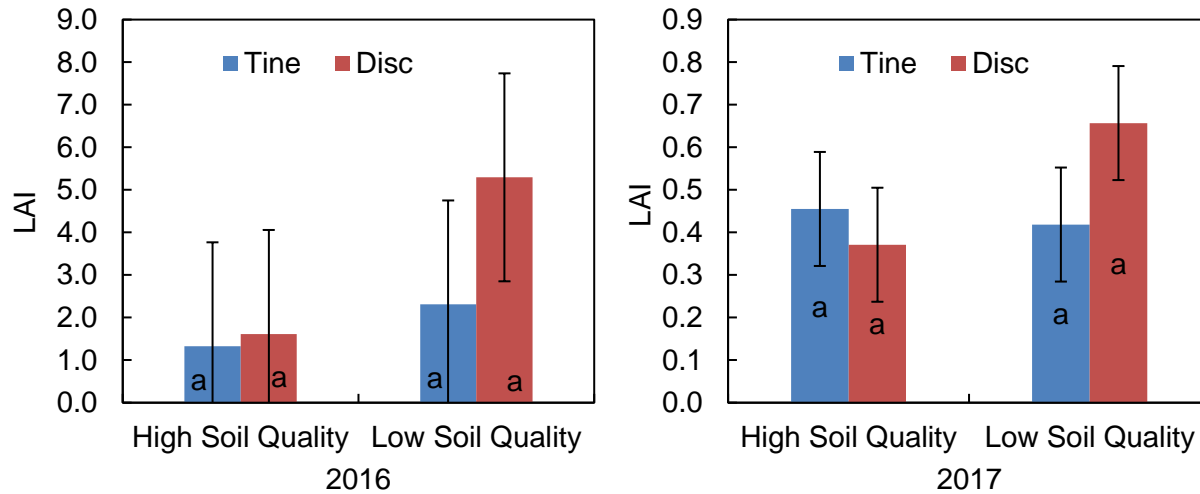 9.0
8.0
7.0
6.0
5.0
4.0
3.0
2.0
1.0
0.0
LAI
Tine Disc
a a a a
High Soil Quality Low Soil Quality
2016
0.9
0.8
0.7
0.6
0.5
0.4
0.3
0.2
0.1
0.0
LAI
Tine Disc
a a a a
High Soil Quality Low Soil Quality
2017